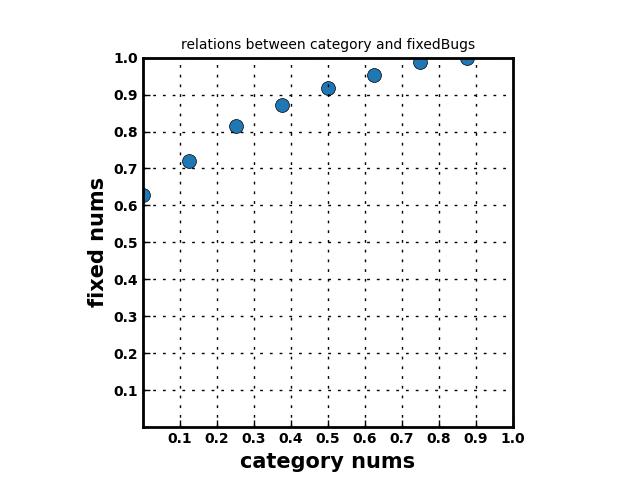 relations between category and fixedBugs
1.0
0.9
0.8
0.7
0.6
0.5
0.4
0.3
0.2
0.1
fixed nums
0.1 0.2 0.3 0.4 0.5 0.6 0.7 0.8 0.9 1.0
category nums